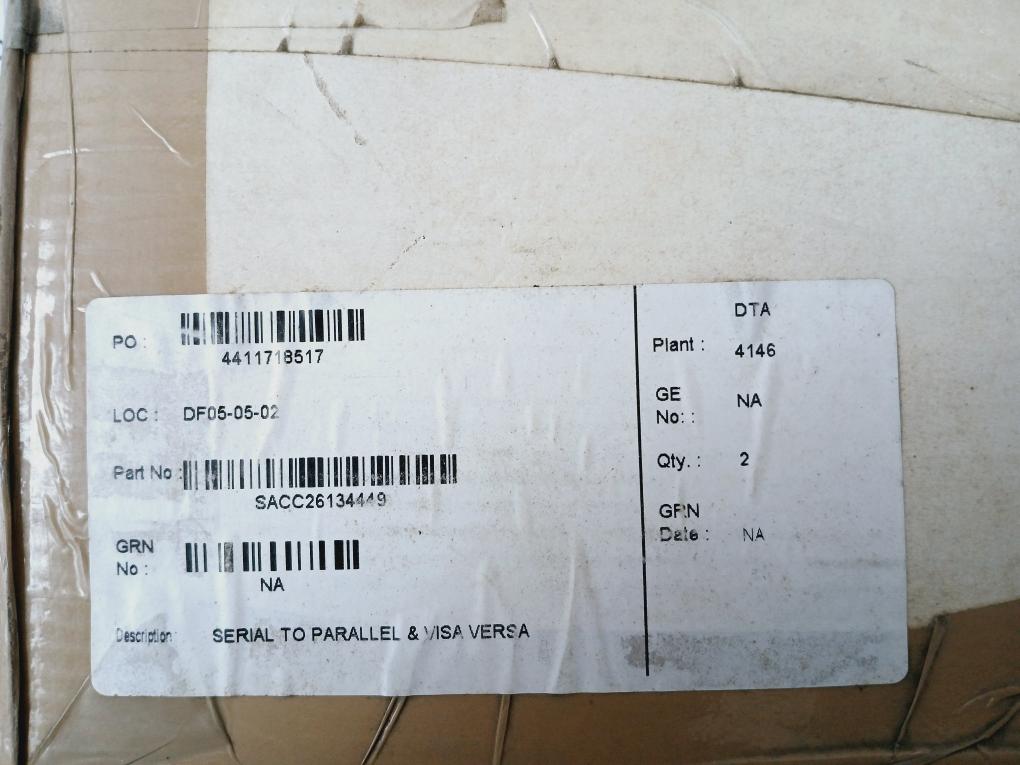 PO :
4411718517
LOC : DF05-05-02
Part No :
SACC26134449
GRN
No :
NA
Description : SERIAL TO PARALLEL & VISA VERSA
DTA
Plant : 4146
GE
No: : NA
Qty. : 2
GRN
Date : NA